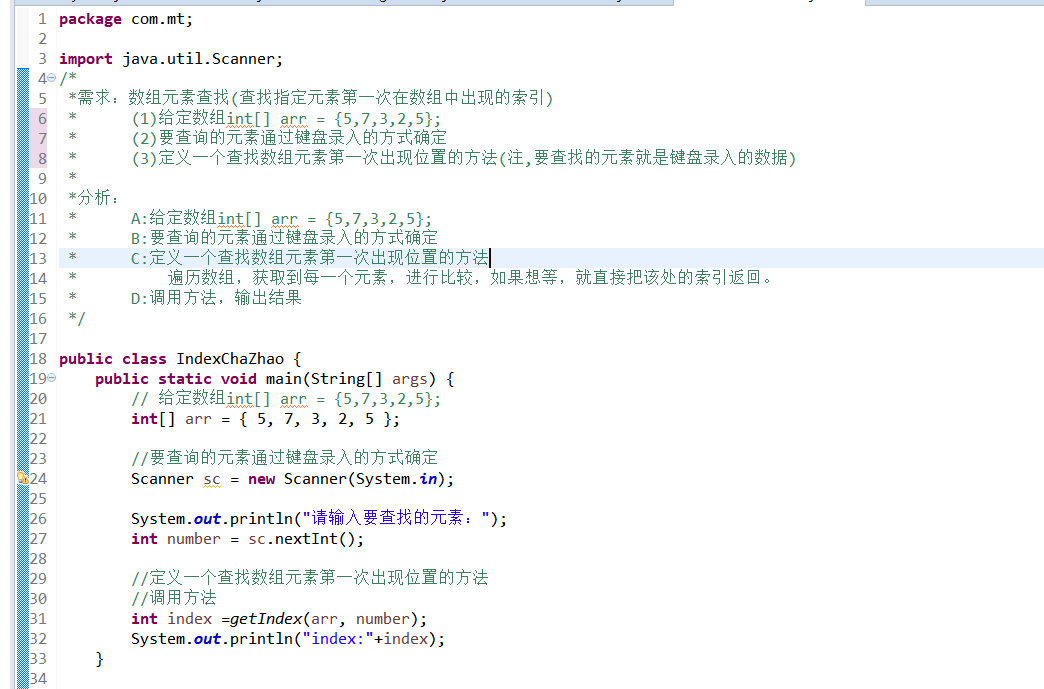 1 package com.mt;
2
3 import java.util.Scanner;
4 /*
5  *需求：数组元素查找(查找指定元素第一次在数组中出现的索引)
6  *      (1)给定数组int[] arr = {5,7,3,2,5};
7  *      (2)要查询的元素通过键盘录入的方式确定
8  *      (3)定义一个查找数组元素第一次出现位置的方法(注,要查找的元素就是键盘录入的数据)
9  *
10  *分析：
11  *      A:给定数组int[] arr = {5,7,3,2,5};
12  *      B:要查询的元素通过键盘录入的方式确定
13  *      C:定义一个查找数组元素第一次出现位置的方法
14  *          遍历数组，获取到每一个元素，进行比较，如果想等，就直接把该处的索引返回。
15  *      D:调用方法，输出结果
16  */
17
18 public class IndexChaZhao {
19     public static void main(String[] args) {
20         // 给定数组int[] arr = {5,7,3,2,5};
21         int[] arr = { 5, 7, 3, 2, 5 };
22
23         //要查询的元素通过键盘录入的方式确定
24         Scanner sc = new Scanner(System.in);
25
26         System.out.println("请输入要查找的元素：");
27         int number = sc.nextInt();
28
29         //定义一个查找数组元素第一次出现位置的方法
30         //调用方法
31         int index =getIndex(arr, number);
32         System.out.println("index:"+index);
33     }
34